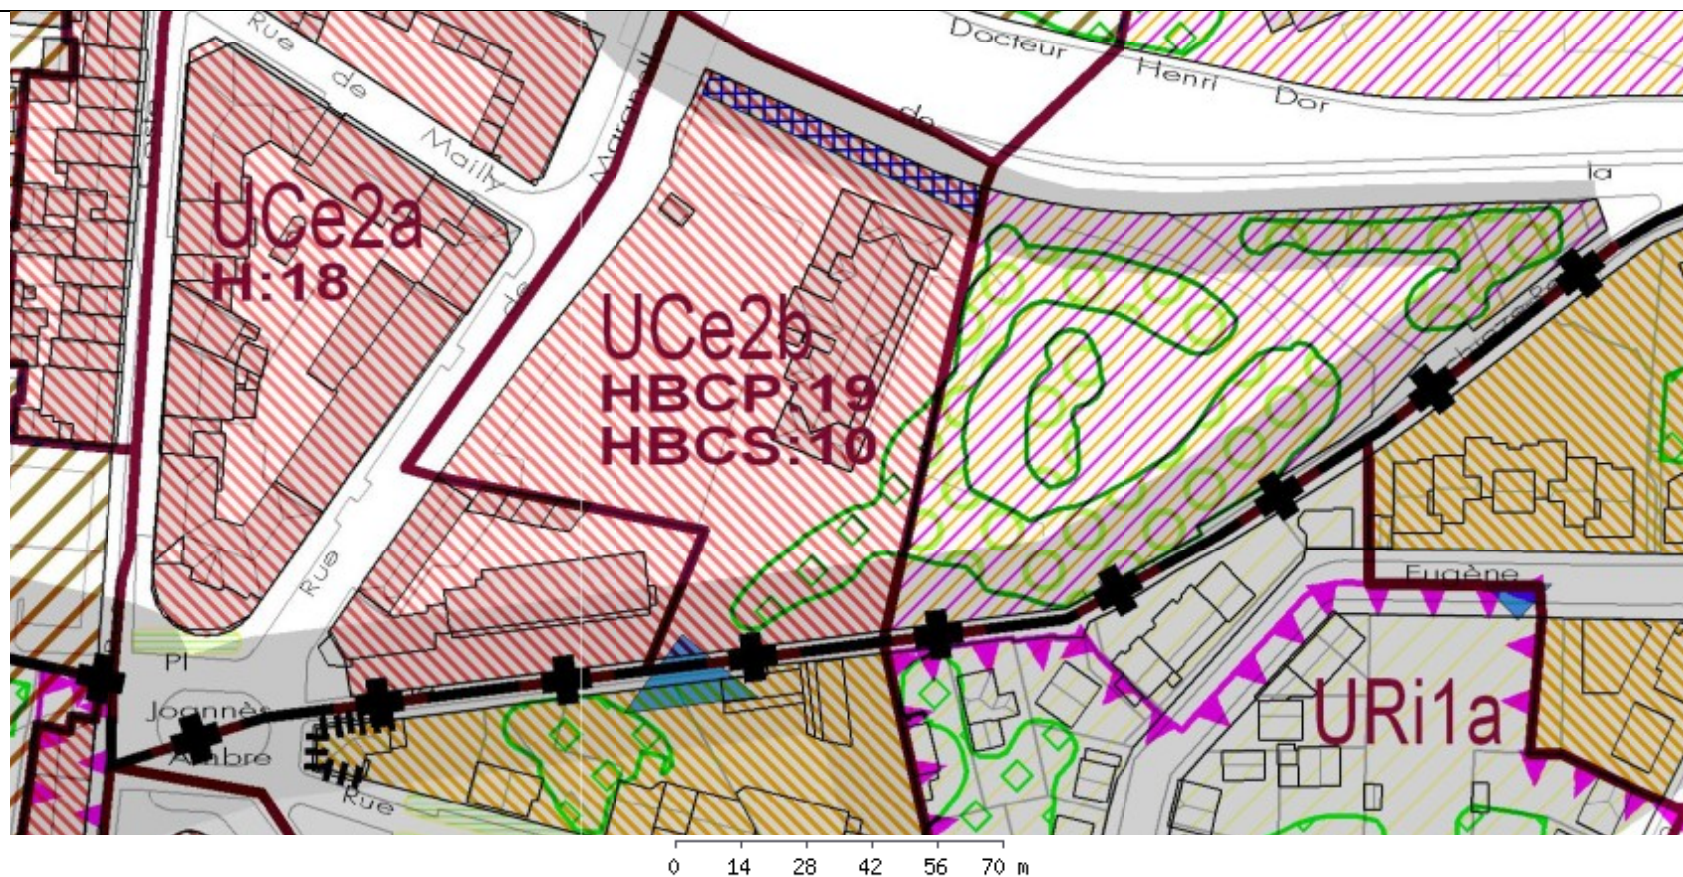 Rue
de
Mailly
Docteur
Henri
Dor
de
la
UCe2a
H:18
de
UCe2b
HBCP:19
HBCS:10
Rue
Eugène
Pl
Joannès
Ambre
Rue
URi1a
0 14 28 42 56 70 m